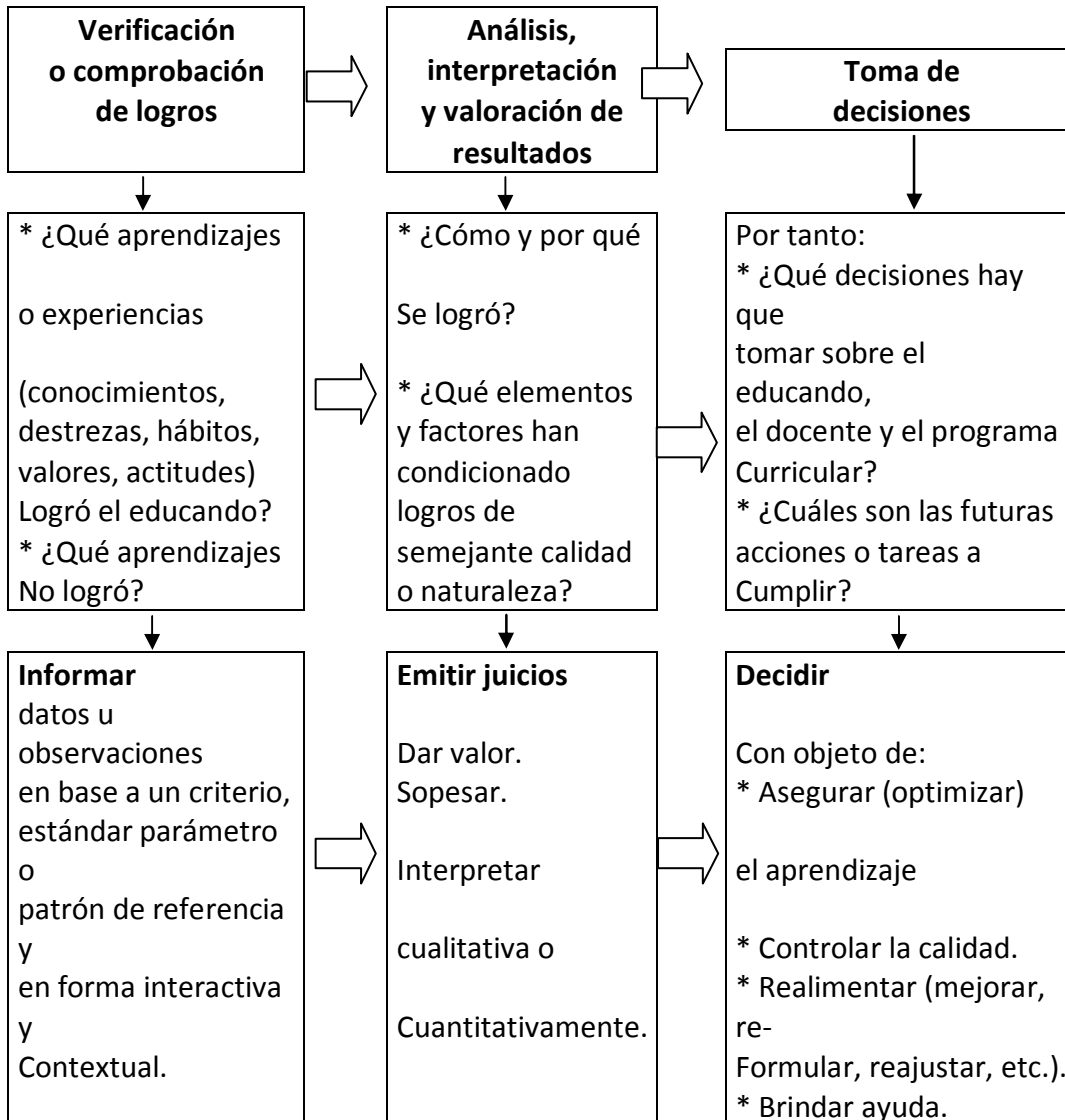 Verificación
o comprobación
de logros
Análisis,
interpretación
y valoración de
resultados
Toma de
decisiones
* ¿Qué aprendizajes
o experiencias
(conocimientos,
destrezas, hábitos,
valores, actitudes)
Logró el educando?
* ¿Qué aprendizajes
No logró?
* ¿Cómo y por qué
Se logró?
* ¿Qué elementos
y factores han
condicionado
logros de
semejante calidad
o naturaleza?
Por tanto:
* ¿Qué decisiones hay
que
tomar sobre el
educando,
el docente y el programa
Curricular?
* ¿Cuáles son las futuras
acciones o tareas a
Cumplir?
Informar
datos u
observaciones
en base a un criterio,
estándar parámetro
o
patrón de referencia
y
en forma interactiva
y
Contextual.
Emitir juicios
Dar valor.
Sopesar.
Interpretar
cualitativa o
Cuantitativamente.
Decidir
Con objeto de:
* Asegurar (optimizar)
el aprendizaje
* Controlar la calidad.
* Realimentar (mejorar,
re-
Formular, reajustar, etc.).
* Brindar ayuda.